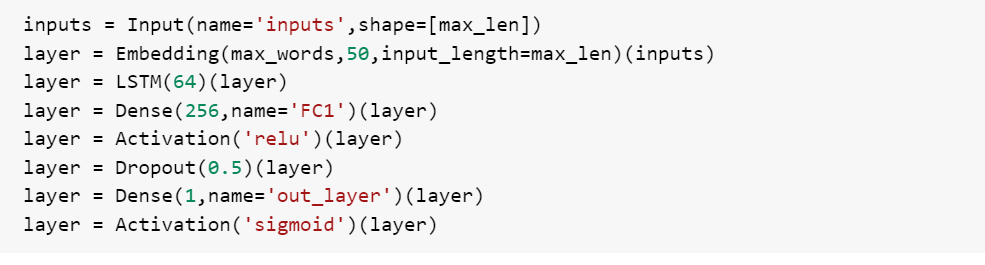 inputs = Input(name='inputs',shape=[max_len])
layer = Embedding(max_words,50,input_length=max_len)(inputs)
layer = LSTM(64)(layer)
layer = Dense(256,name='FC1')(layer)
layer = Activation('relu')(layer)
layer = Dropout(0.5)(layer)
layer = Dense(1,name='out_layer')(layer)
layer = Activation('sigmoid')(layer)